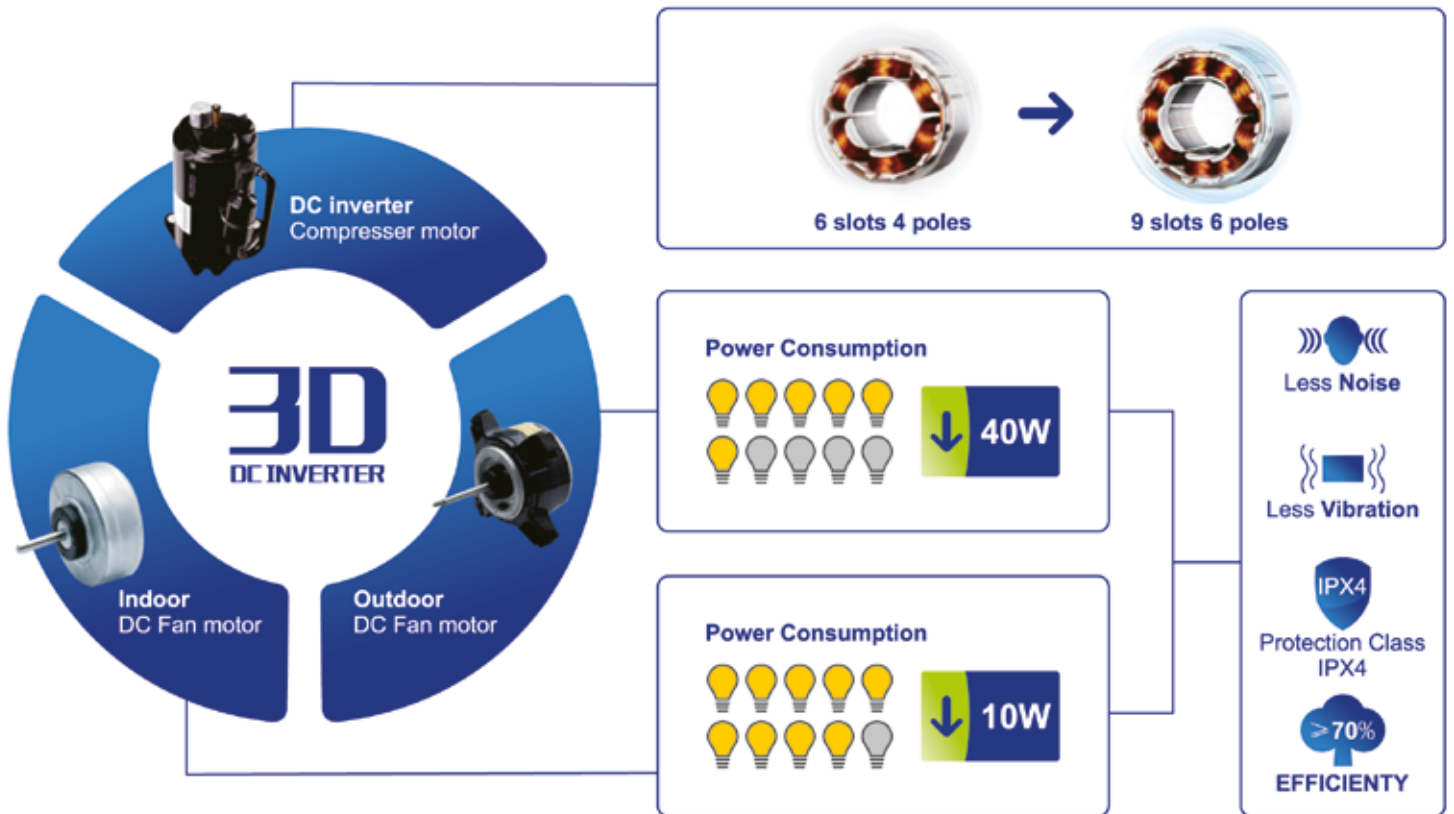 6 slots 4 poles
9 slots 6 poles
DC inverter
Compresser motor
3D
DC INVERTER
Indoor
DC Fan motor
Outdoor
DC Fan motor
Power Consumption
40W
Power Consumption
10W
Less Noise
Less Vibration
IPX4
Protection Class
IPX4
≥70%
EFFICIENTY